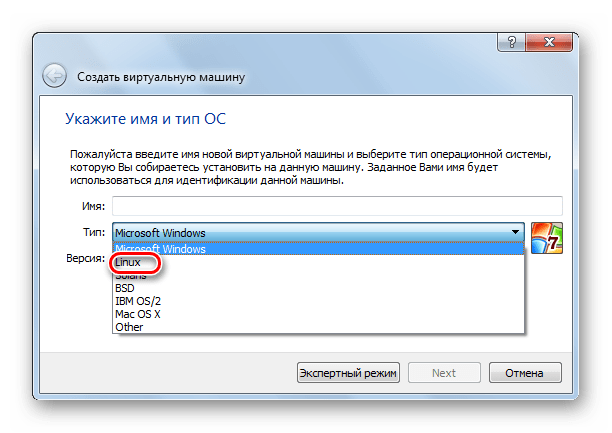 ?
Создать виртуальную машину
Укажите имя и тип ОС
Пожалуйста введите имя новой виртуальной машины и выберите тип операционной системы,
которую Вы собираетесь установить на данную машину. Заданное Вами имя будет
использоваться для идентификации данной машины.
Имя:
Тип: Microsoft Windows 7
Microsoft Windows
Версия: Linux
Solaris
BSD
IBM OS/2
Mac OS X
Other
Экспертный режим Next Отмена